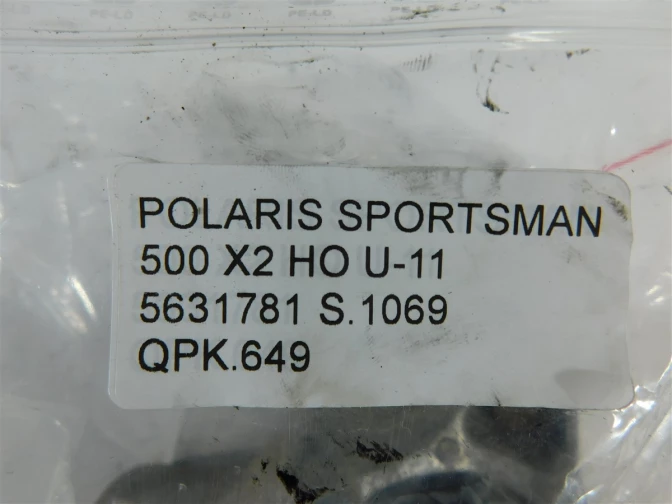 POLARIS SPORTSMAN
500 X2 HO U-11
5631781 S.1069
QPK.649